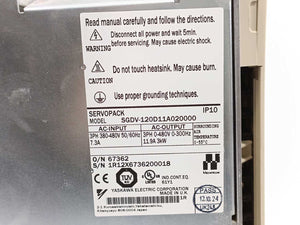 Read manual carefully and follow the directions.
Disconnect all power and wait 5min.
before servicing. May cause electric shock.
WARNING
Do not touch heatsink. May cause burn.
Use proper grounding techniques.
SERVOPACK IP10
MODEL SGDV-120D11A020000
AC-INPUT AC-OUTPUT
3PH 380-480V 50/60Hz 3PH 0-480V 0-300Hz
7.3A 11.9A 3kW
O/N 67362
S/N 1R12X6736200018
YASKAWA ELECTRIC CORPORATION
MADE IN U.K.
PASS